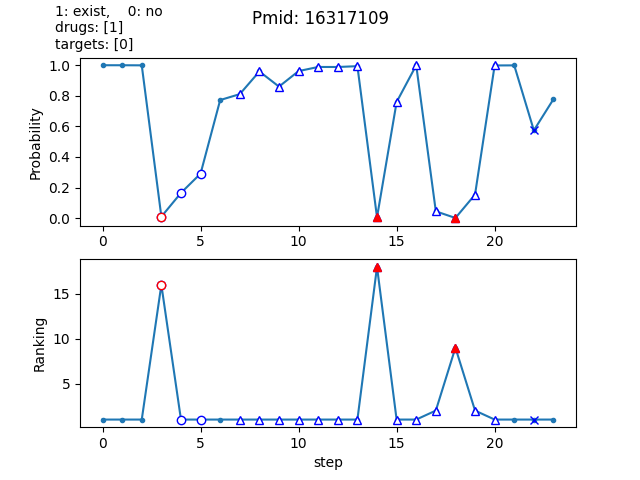 1: exist,    0: no
drugs: [1]
targets: [0]
Pmid: 16317109
Probability
1.0
0.8
0.6
0.4
0.2
0.0
0 5 10 15 20
Ranking
15
10
5
0 5 10 15 20
step